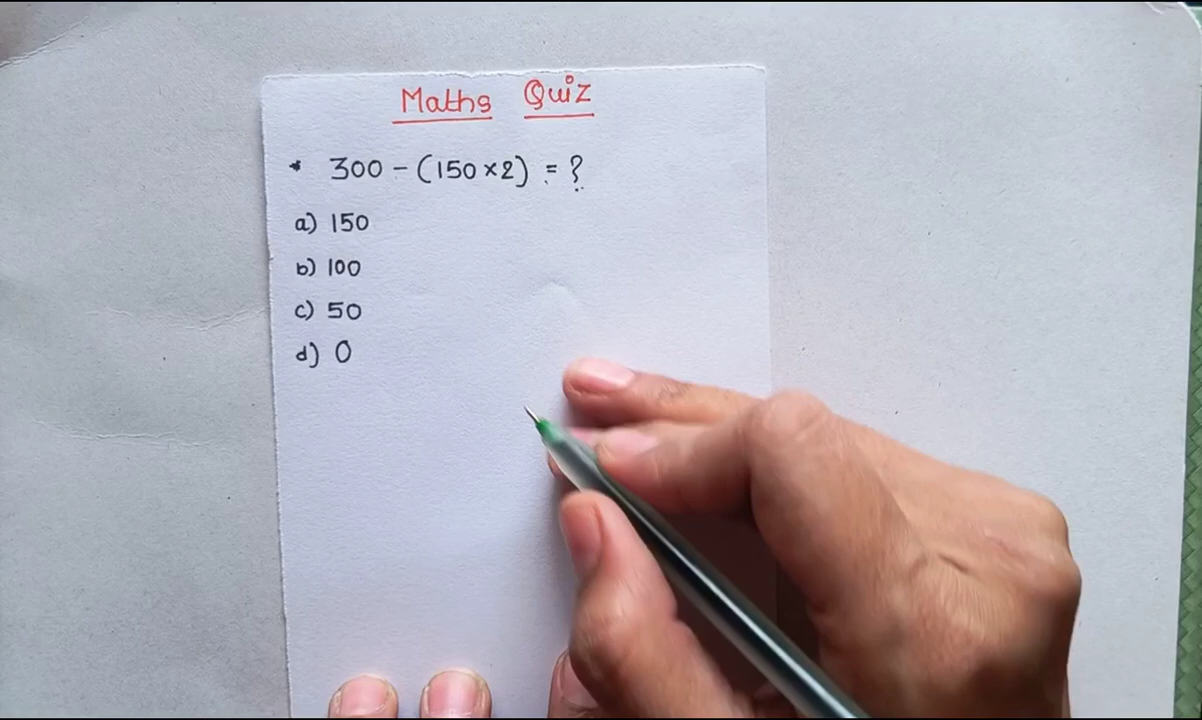 Maths Quiz
* 300 - (150 × 2) = ?
a) 150
b) 100
c) 50
d) 0